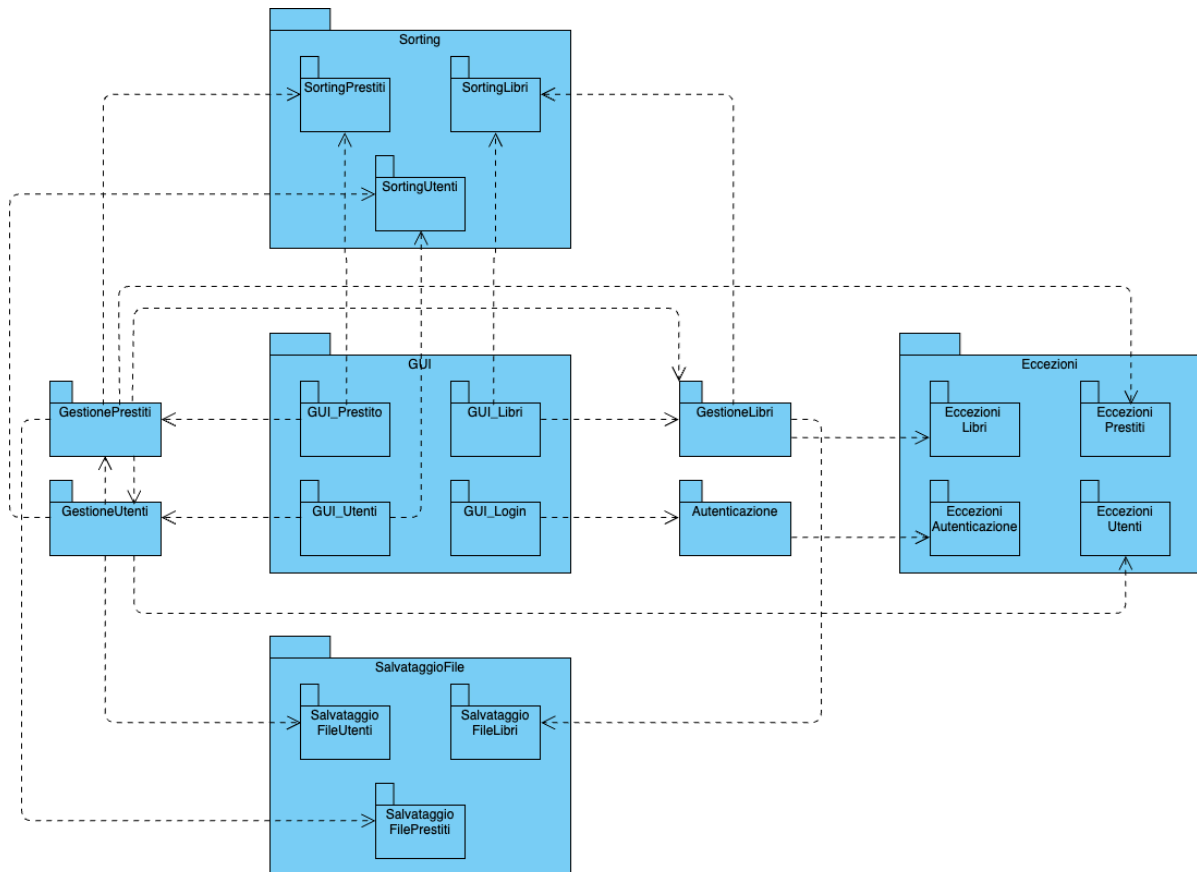 Sorting
SortingPrestiti
SortingLibri
SortingUtenti
GUI
Eccezioni
GestionePrestiti
GUI_Prestito
GUI_Libri
GestioneLibri
Eccezioni
Libri
Eccezioni
Prestiti
GestioneUtenti
GUI_Utenti
GUI_Login
Autenticazione
Eccezioni
Autenticazione
Eccezioni
Utenti
SalvataggioFile
Salvataggio
FileUtenti
Salvataggio
FileLibri
Salvataggio
FilePrestiti